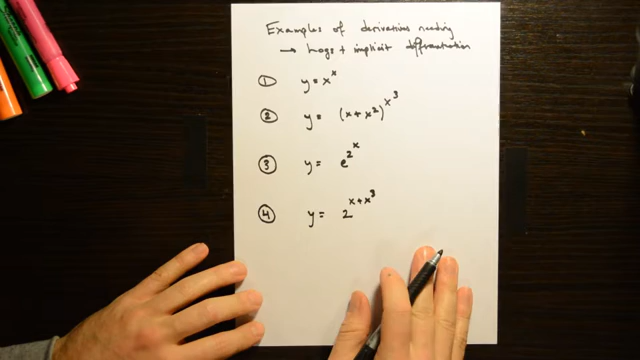 Examples of derivatives needing
→ Logs + implicit differentiation
① y = x^x
② y = (x+x²)^x³
③ y = e^2^x
④ y = 2^x+x³